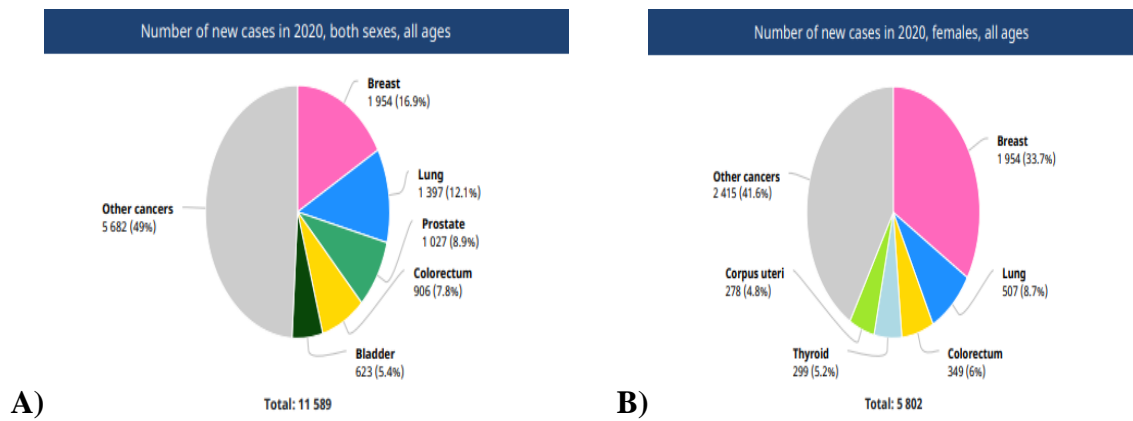 Number of new cases in 2020, both sexes, all ages
Breast
1 954 (16.9%)
Lung
1 397 (12.1%)
Prostate
1 027 (8.9%)
Colorectum
906 (7.8%)
Bladder
623 (5.4%)
Other cancers
5 682 (49%)
Total: 11 589
A)
Number of new cases in 2020, females, all ages
Breast
1 954 (33.7%)
Lung
507 (8.7%)
Colorectum
349 (6%)
Thyroid
299 (5.2%)
Corpus uteri
278 (4.8%)
Other cancers
2 415 (41.6%)
Total: 5 802
B)